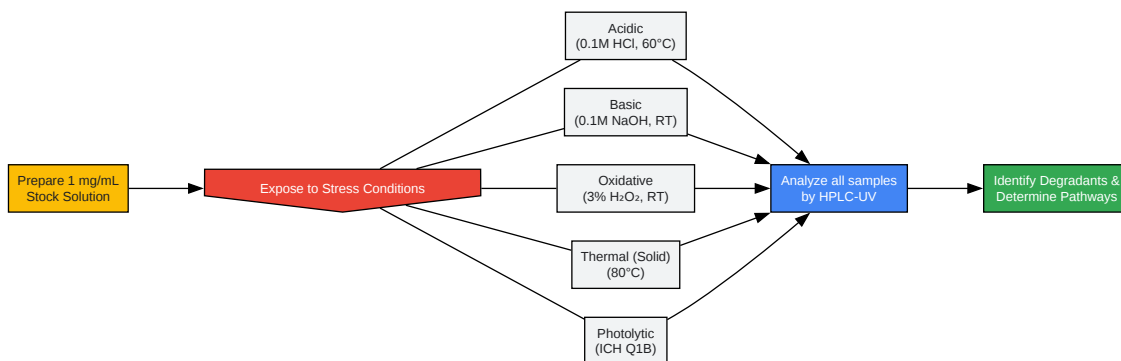 Prepare 1 mg/mL
Stock Solution
Expose to Stress Conditions
Acidic
(0.1M HCl, 60°C)
Basic
(0.1M NaOH, RT)
Oxidative
(3% H₂O₂, RT)
Thermal (Solid)
(80°C)
Photolytic
(ICH Q1B)
Analyze all samples
by HPLC-UV
Identify Degradants &
Determine Pathways